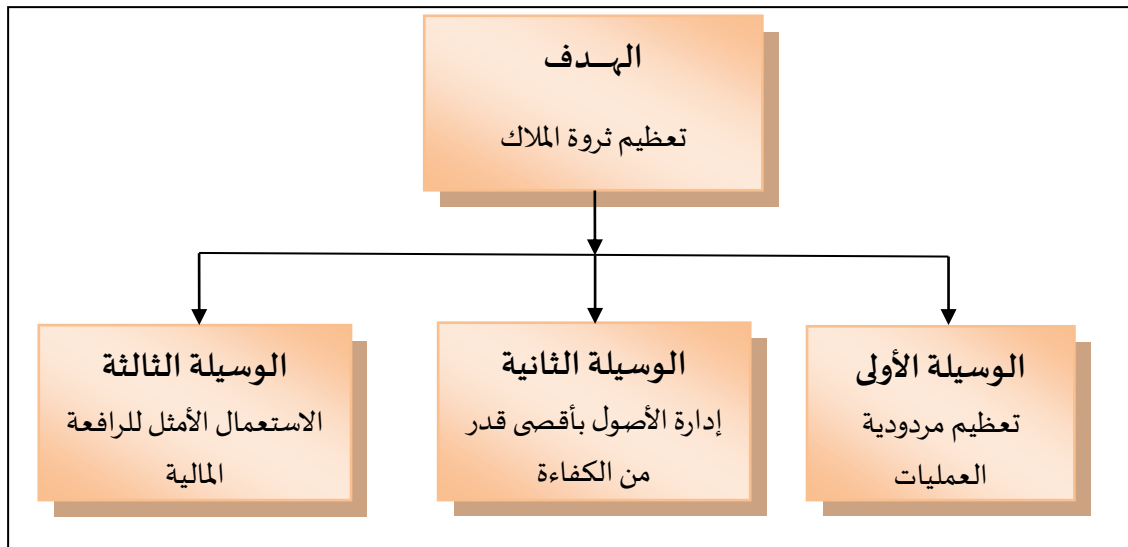 الهدف
تعظيم ثروة الملاك
الوسيلة الأولى
تعظيم مردودية
العمليات
الوسيلة الثانية
إدارة الأصول بأقصى قدر
من الكفاءة
الوسيلة الثالثة
الاستعمال الأمثل للرافعة
المالية